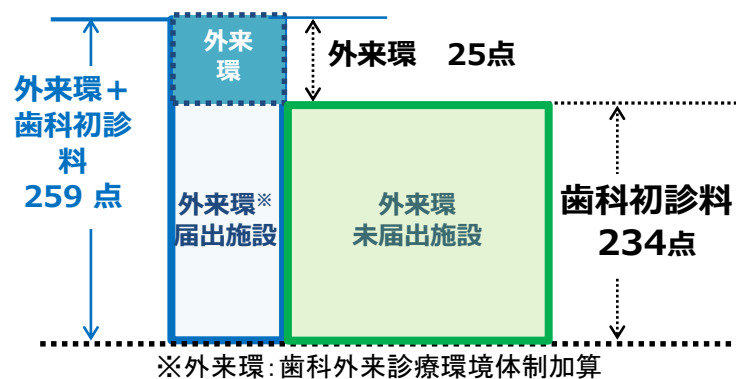 外来環＋
歯科初診
料
259 点
外来
環
外来環　25点
外来環※
届出施設
外来環
未届出施設
歯科初診料
234点
※外来環：歯科外来診療環境体制加算